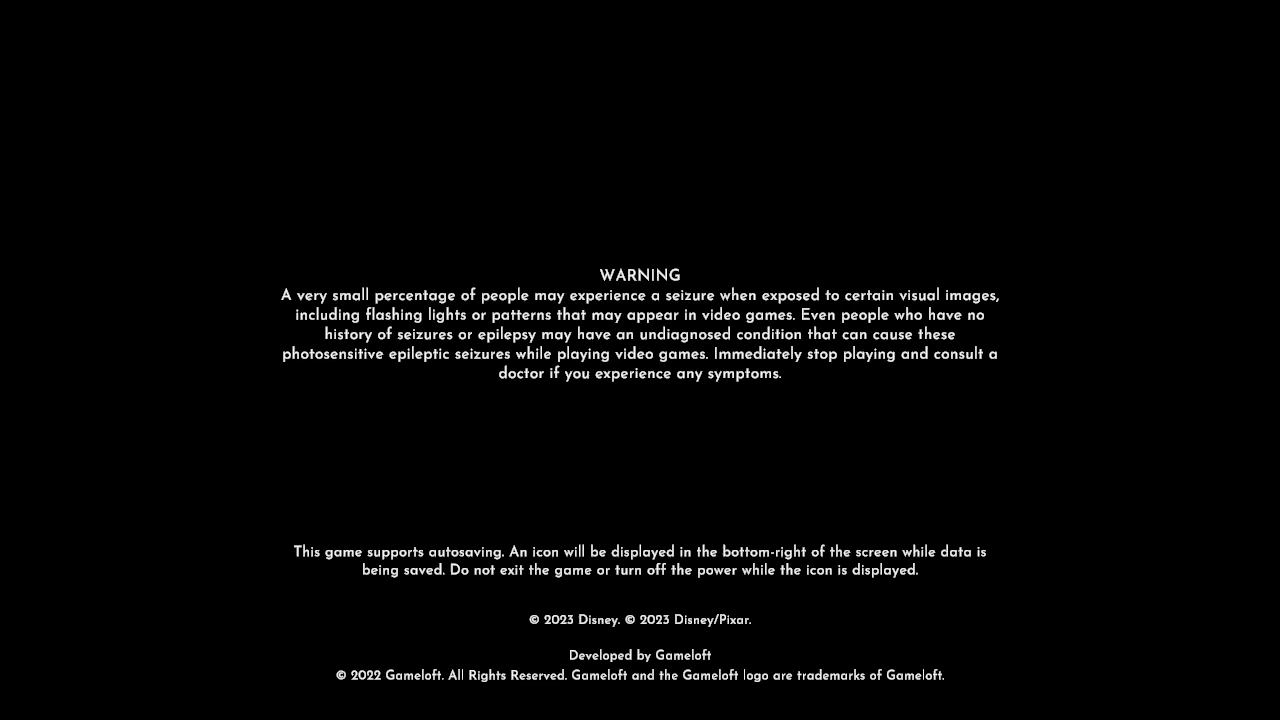 WARNING
A very small percentage of people may experience a seizure when exposed to certain visual images,
including flashing lights or patterns that may appear in video games. Even people who have no
history of seizures or epilepsy may have an undiagnosed condition that can cause these
photosensitive epileptic seizures while playing video games. Immediately stop playing and consult a
doctor if you experience any symptoms.
This game supports autosaving. An icon will be displayed in the bottom-right of the screen while data is
being saved. Do not exit the game or turn off the power while the icon is displayed.
© 2023 Disney. © 2023 Disney/Pixar.
Developed by Gameloft
© 2022 Gameloft. All Rights Reserved. Gameloft and the Gameloft logo are trademarks of Gameloft.